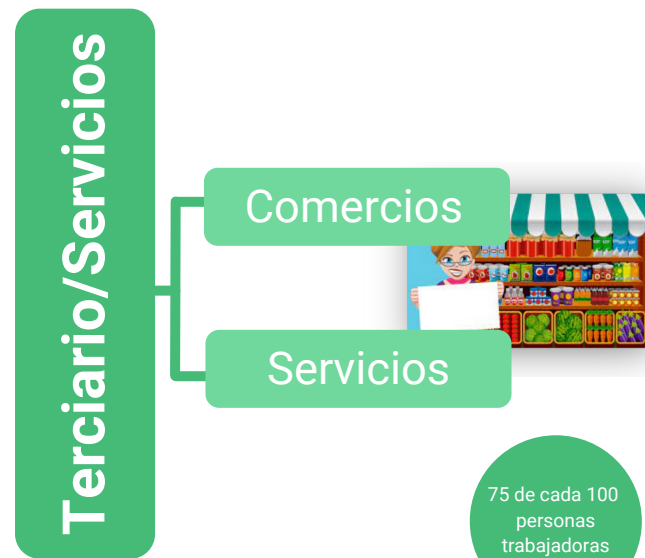 Terciario/Servicios
Comercios
Servicios
75 de cada 100
personas
trabajadoras